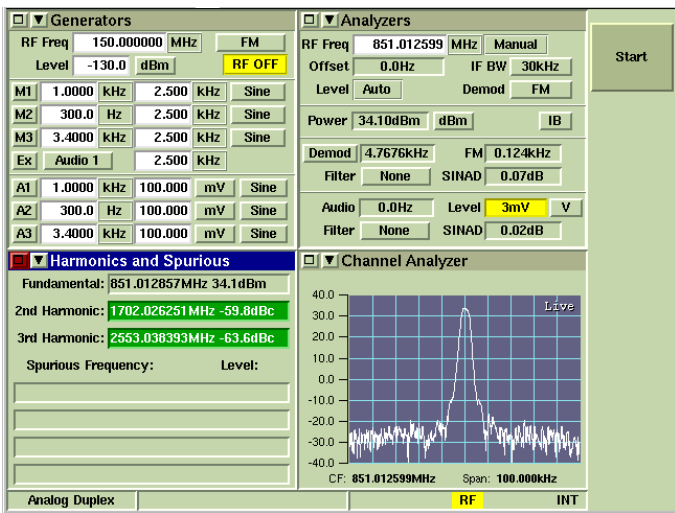 Generators
RF Freq 150.000000 MHz FM
Level -130.0 dBm RF OFF
M1 1.0000 kHz 2.500 kHz Sine
M2 300.0 Hz 2.500 kHz Sine
M3 3.4000 kHz 2.500 kHz Sine
Ex Audio 1 2.500 kHz
A1 1.0000 kHz 100.000 mV Sine
A2 300.0 Hz 100.000 mV Sine
A3 3.4000 kHz 100.000 mV Sine
Analyzers
RF Freq 851.012599 MHz Manual
Offset 0.0Hz IF BW 30kHz
Level Auto Demod FM
Power 34.10dBm dBm IB
Demod 4.7676kHz FM 0.124kHz
Filter None SINAD 0.07dB
Audio 0.0Hz Level 3mV V
Filter None SINAD 0.02dB
Start
Harmonics and Spurious
Fundamental: 851.012857MHz 34.1dBm
2nd Harmonic: 1702.026251MHz -59.8dBc
3rd Harmonic: 2553.038393MHz -63.6dBc
Spurious Frequency: Level:
Channel Analyzer
Live
40.0
30.0
20.0
10.0
0.0
-10.0
-20.0
-30.0
-40.0
CF: 851.012599MHz Span: 100.000kHz
Analog Duplex RF INT